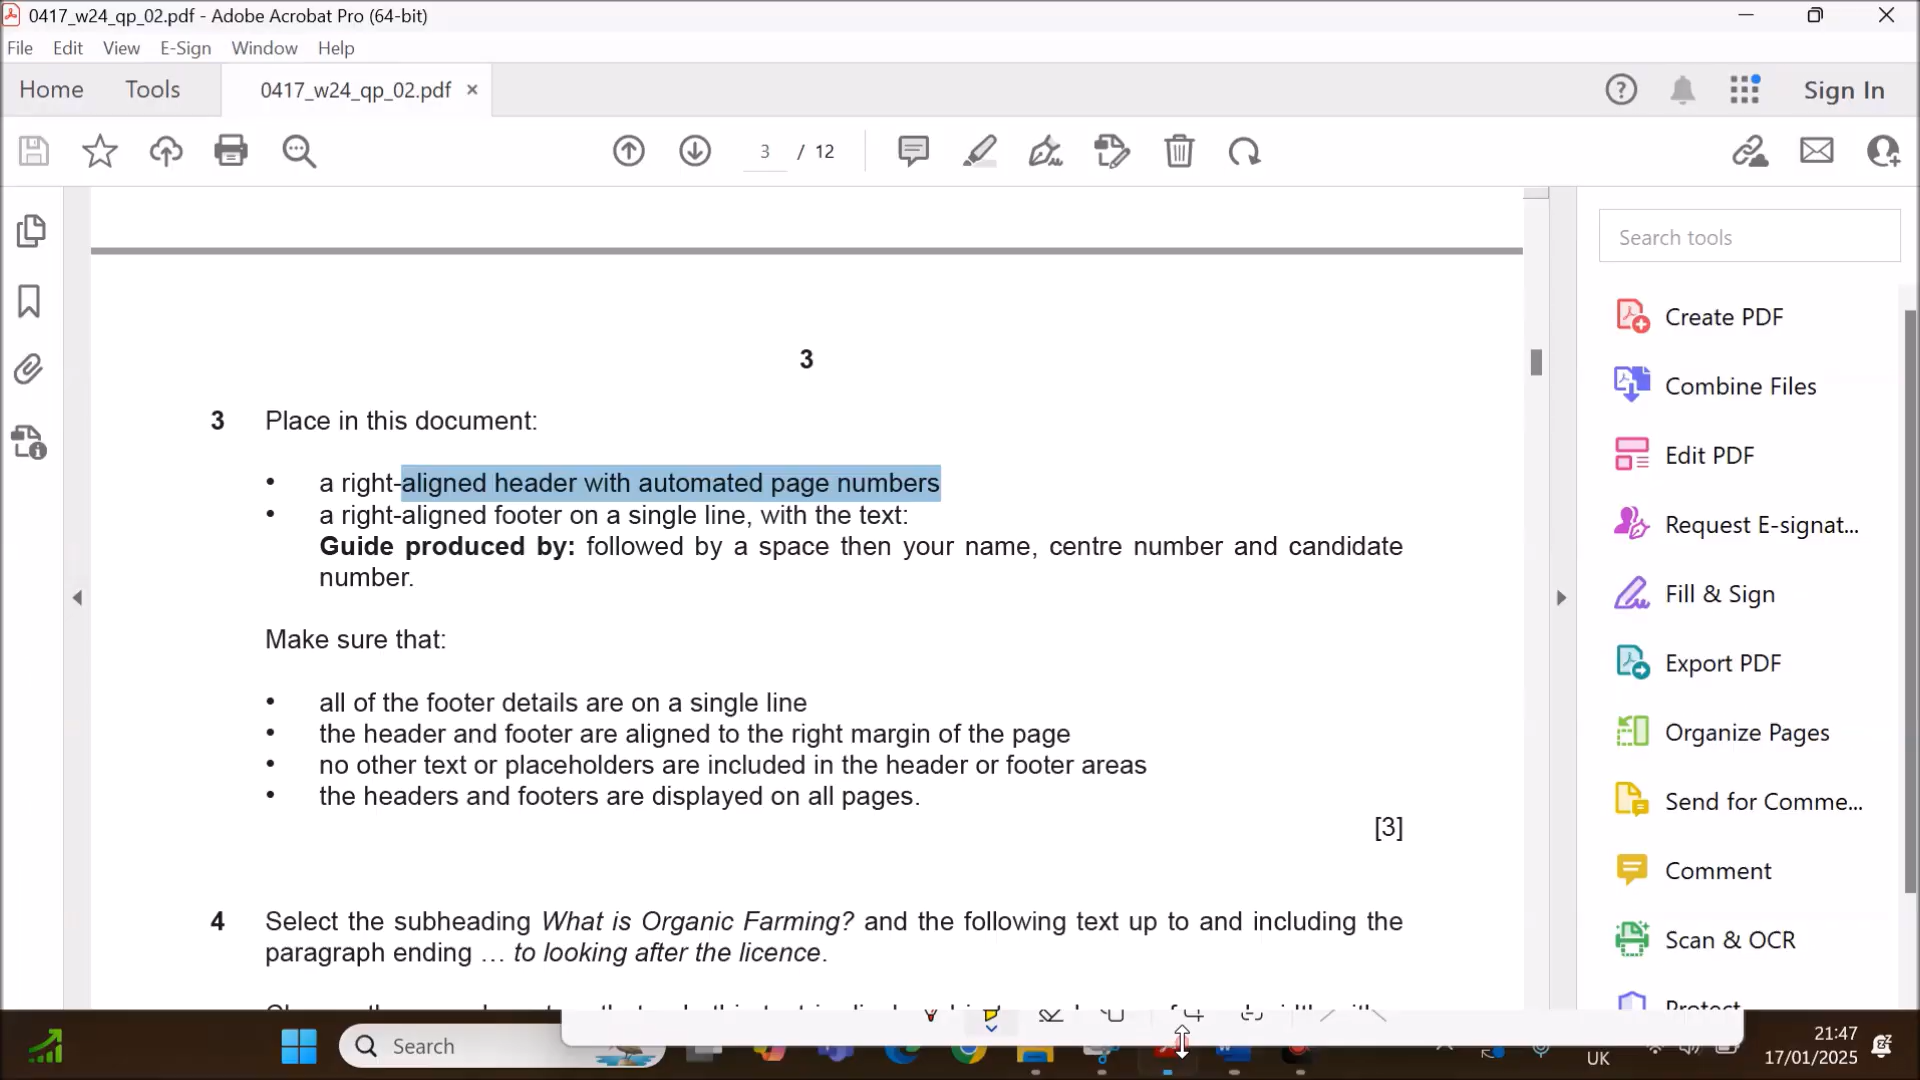 0417_w24_qp_02.pdf - Adobe Acrobat Pro (64-bit)
File Edit View E-Sign Window Help
Home Tools 0417_w24_qp_02.pdf × Sign In
3 / 12
Search tools
Create PDF
Combine Files
Edit PDF
Request E-signat...
Fill & Sign
Export PDF
Organize Pages
Send for Comme...
Comment
Scan & OCR
Protect
3
3 Place in this document:
• a right-aligned header with automated page numbers
• a right-aligned footer on a single line, with the text:
Guide produced by: followed by a space then your name, centre number and candidate
number.
Make sure that:
• all of the footer details are on a single line
• the header and footer are aligned to the right margin of the page
• no other text or placeholders are included in the header or footer areas
• the headers and footers are displayed on all pages.
[3]
4 Select the subheading What is Organic Farming? and the following text up to and including the
paragraph ending … to looking after the licence.
Search
UK
21:47
17/01/2025